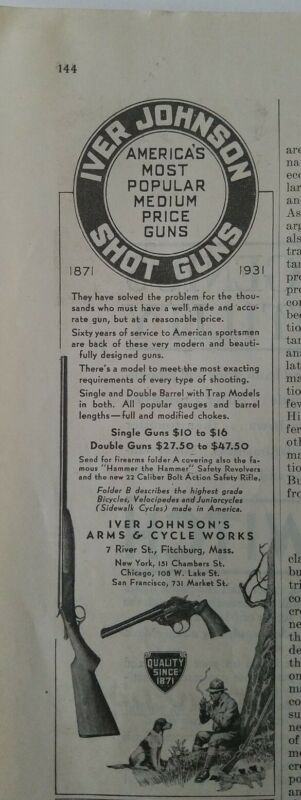 144
IVER JOHNSON
AMERICA'S
MOST
POPULAR
MEDIUM
PRICE
GUNS
SHOT GUNS
1871 1931
They have solved the problem for the thou-
sands who must have a well made and accu-
rate gun, but at a reasonable price.
Sixty years of service to American sportsmen
are back of these very modern and beauti-
fully designed guns.
There's a model to meet the most exacting
requirements of every type of shooting.
Single and Double Barrel with Trap Models
in both. All popular gauges and barrel
lengths—full and modified chokes.
Single Guns $10 to $16
Double Guns $27.50 to $47.50
Send for Firearms folder A covering also the fa-
mous "Hammer the Hammer" Safety Revolvers
and the new 22 Caliber Bolt Action Safety Rifle.
Folder B describes the highest grade
Bicycles, Velocipedes and Juniorcycles
(Sidewalk Cycles) made in America.
IVER JOHNSON'S
ARMS & CYCLE WORKS
7 River St., Fitchburg, Mass.
New York, 151 Chambers St.
Chicago, 108 W. Lake St.
San Francisco, 731 Market St.
QUALITY
SINCE
1871